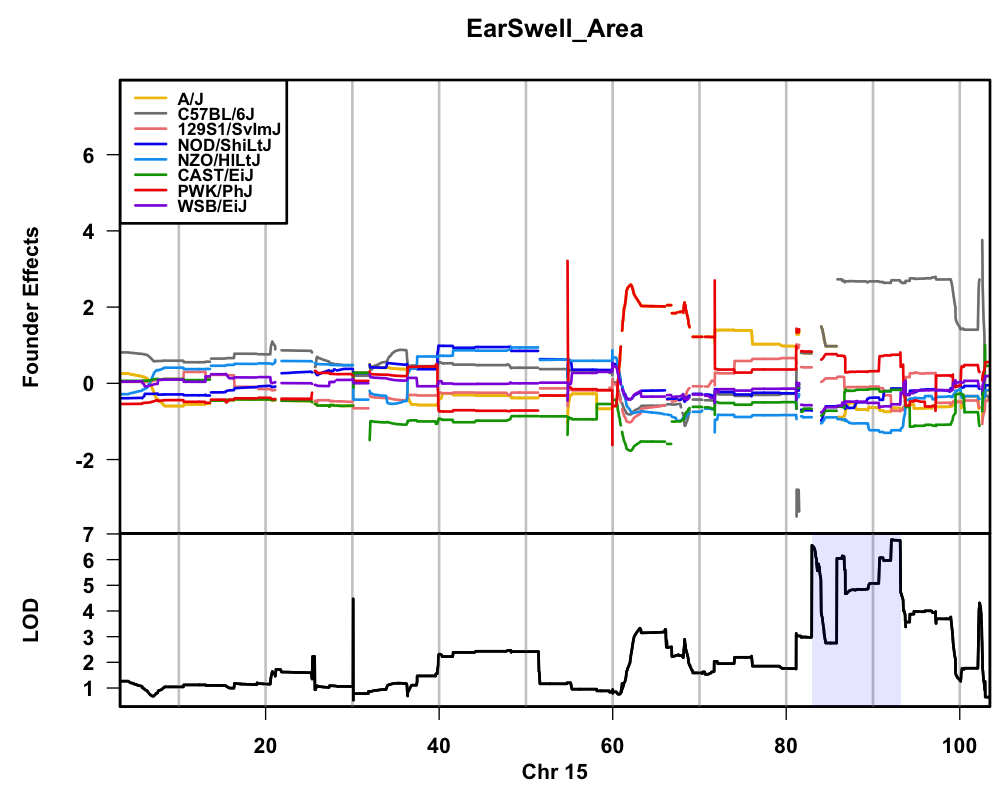 EarSwell_Area
A/J
C57BL/6J
129S1/SvImJ
NOD/ShiLtJ
NZO/HlLtJ
CAST/EiJ
PWK/PhJ
WSB/EiJ
Founder Effects
6
4
2
0
-2
LOD
7
6
5
4
3
2
1
20 40 60 80 100
Chr 15